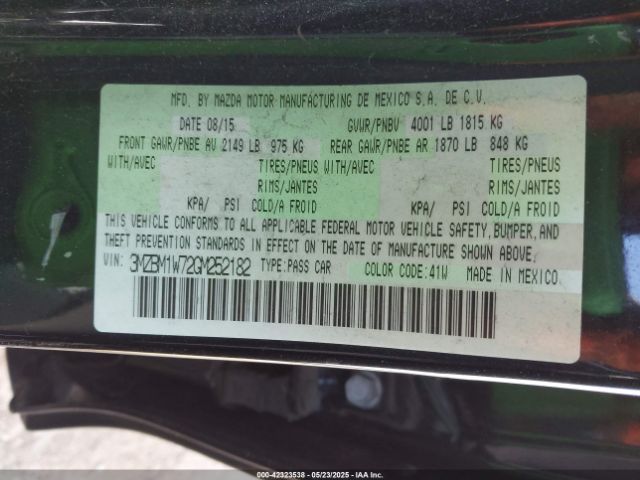 MFD. BY MAZDA MOTOR MANUFACTURING DE MEXICO S.A. DE C.V.
DATE 08/15 GVWR/PNBV 4001 LB 1815 KG
FRONT GAWR/PNBE AV 2149 LB 975 KG REAR GAWR/PNBE AR 1870 LB 848 KG
WITH/AVEC TIRES/PNEUS WITH/AVEC TIRES/PNEUS
RIMS/JANTES RIMS/JANTES
KPA/ PSI COLD/A FROID KPA/ PSI COLD/A FROID
THIS VEHICLE CONFORMS TO ALL APPLICABLE FEDERAL MOTOR VEHICLE SAFETY, BUMPER, AND
THEFT PREVENTION STANDARDS IN EFFECT ON THE DATE OF MANUFACTURE SHOWN ABOVE.
VIN: 3MZBM1W72GM252182 TYPE: PASS CAR COLOR CODE: 41W MADE IN MEXICO
000-42323538 - 05/23/2025 - IAA, INC.